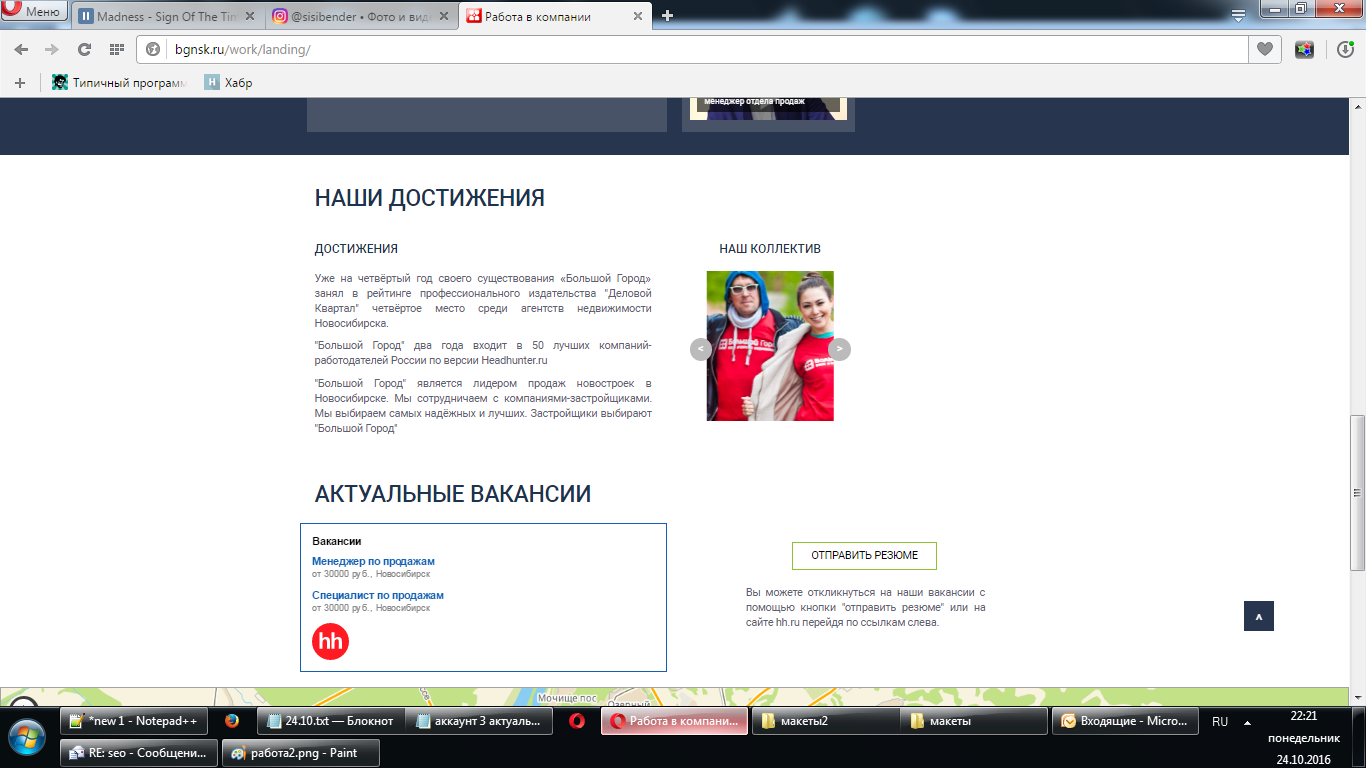 Меню
Madness - Sign Of The Tim
@sisibender • Фото и вид
Работа в компании
bgnsk.ru/work/landing/
Типичный программ
Хабр
менеджер отдела продаж
НАШИ ДОСТИЖЕНИЯ
ДОСТИЖЕНИЯ
Уже на четвёртый год своего существования «Большой Город»
занял в рейтинге профессионального издательства "Деловой
Квартал" четвёртое место среди агентств недвижимости
Новосибирска.
"Большой Город" два года входит в 50 лучших компаний-
работодателей России по версии Headhunter.ru
"Большой Город" является лидером продаж новостроек в
Новосибирске. Мы сотрудничаем с компаниями-застройщиками.
Мы выбираем самых надёжных и лучших. Застройщики выбирают
"Большой Город"
НАШ КОЛЛЕКТИВ
Большой Горо
<
>
АКТУАЛЬНЫЕ ВАКАНСИИ
Вакансии
Менеджер по продажам
от 30000 руб., Новосибирск
Специалист по продажам
от 30000 руб., Новосибирск
hh
ОТПРАВИТЬ РЕЗЮМЕ
Вы можете откликнуться на наши вакансии с
помощью кнопки "отправить резюме" или на
сайте hh.ru перейдя по ссылкам слева.
Мочище пос
Озерный
*new 1 - Notepad++
24.10.txt — Блокнот
аккаунт 3 актуаль...
Работа в компани...
макеты2
макеты
Входящие - Micro...
RE: seo - Сообщени...
работа2.png - Paint
RU
22:21
понедельник
24.10.2016